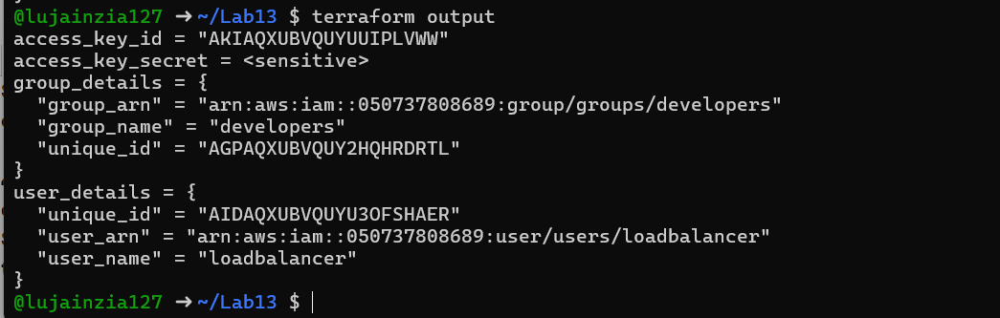 @lujainzia127 → ~/Lab13 $ terraform output
access_key_id = "AKIAQXUBVQUYUUIPLVWW"
access_key_secret = <sensitive>
group_details = {
  "group_arn" = "arn:aws:iam::050737808689:group/groups/developers"
  "group_name" = "developers"
  "unique_id" = "AGPAQXUBVQUY2HQHRDRTL"
}
user_details = {
  "unique_id" = "AIDAQXUBVQUYU3OFSHAER"
  "user_arn" = "arn:aws:iam::050737808689:user/users/loadbalancer"
  "user_name" = "loadbalancer"
}
@lujainzia127 → ~/Lab13 $